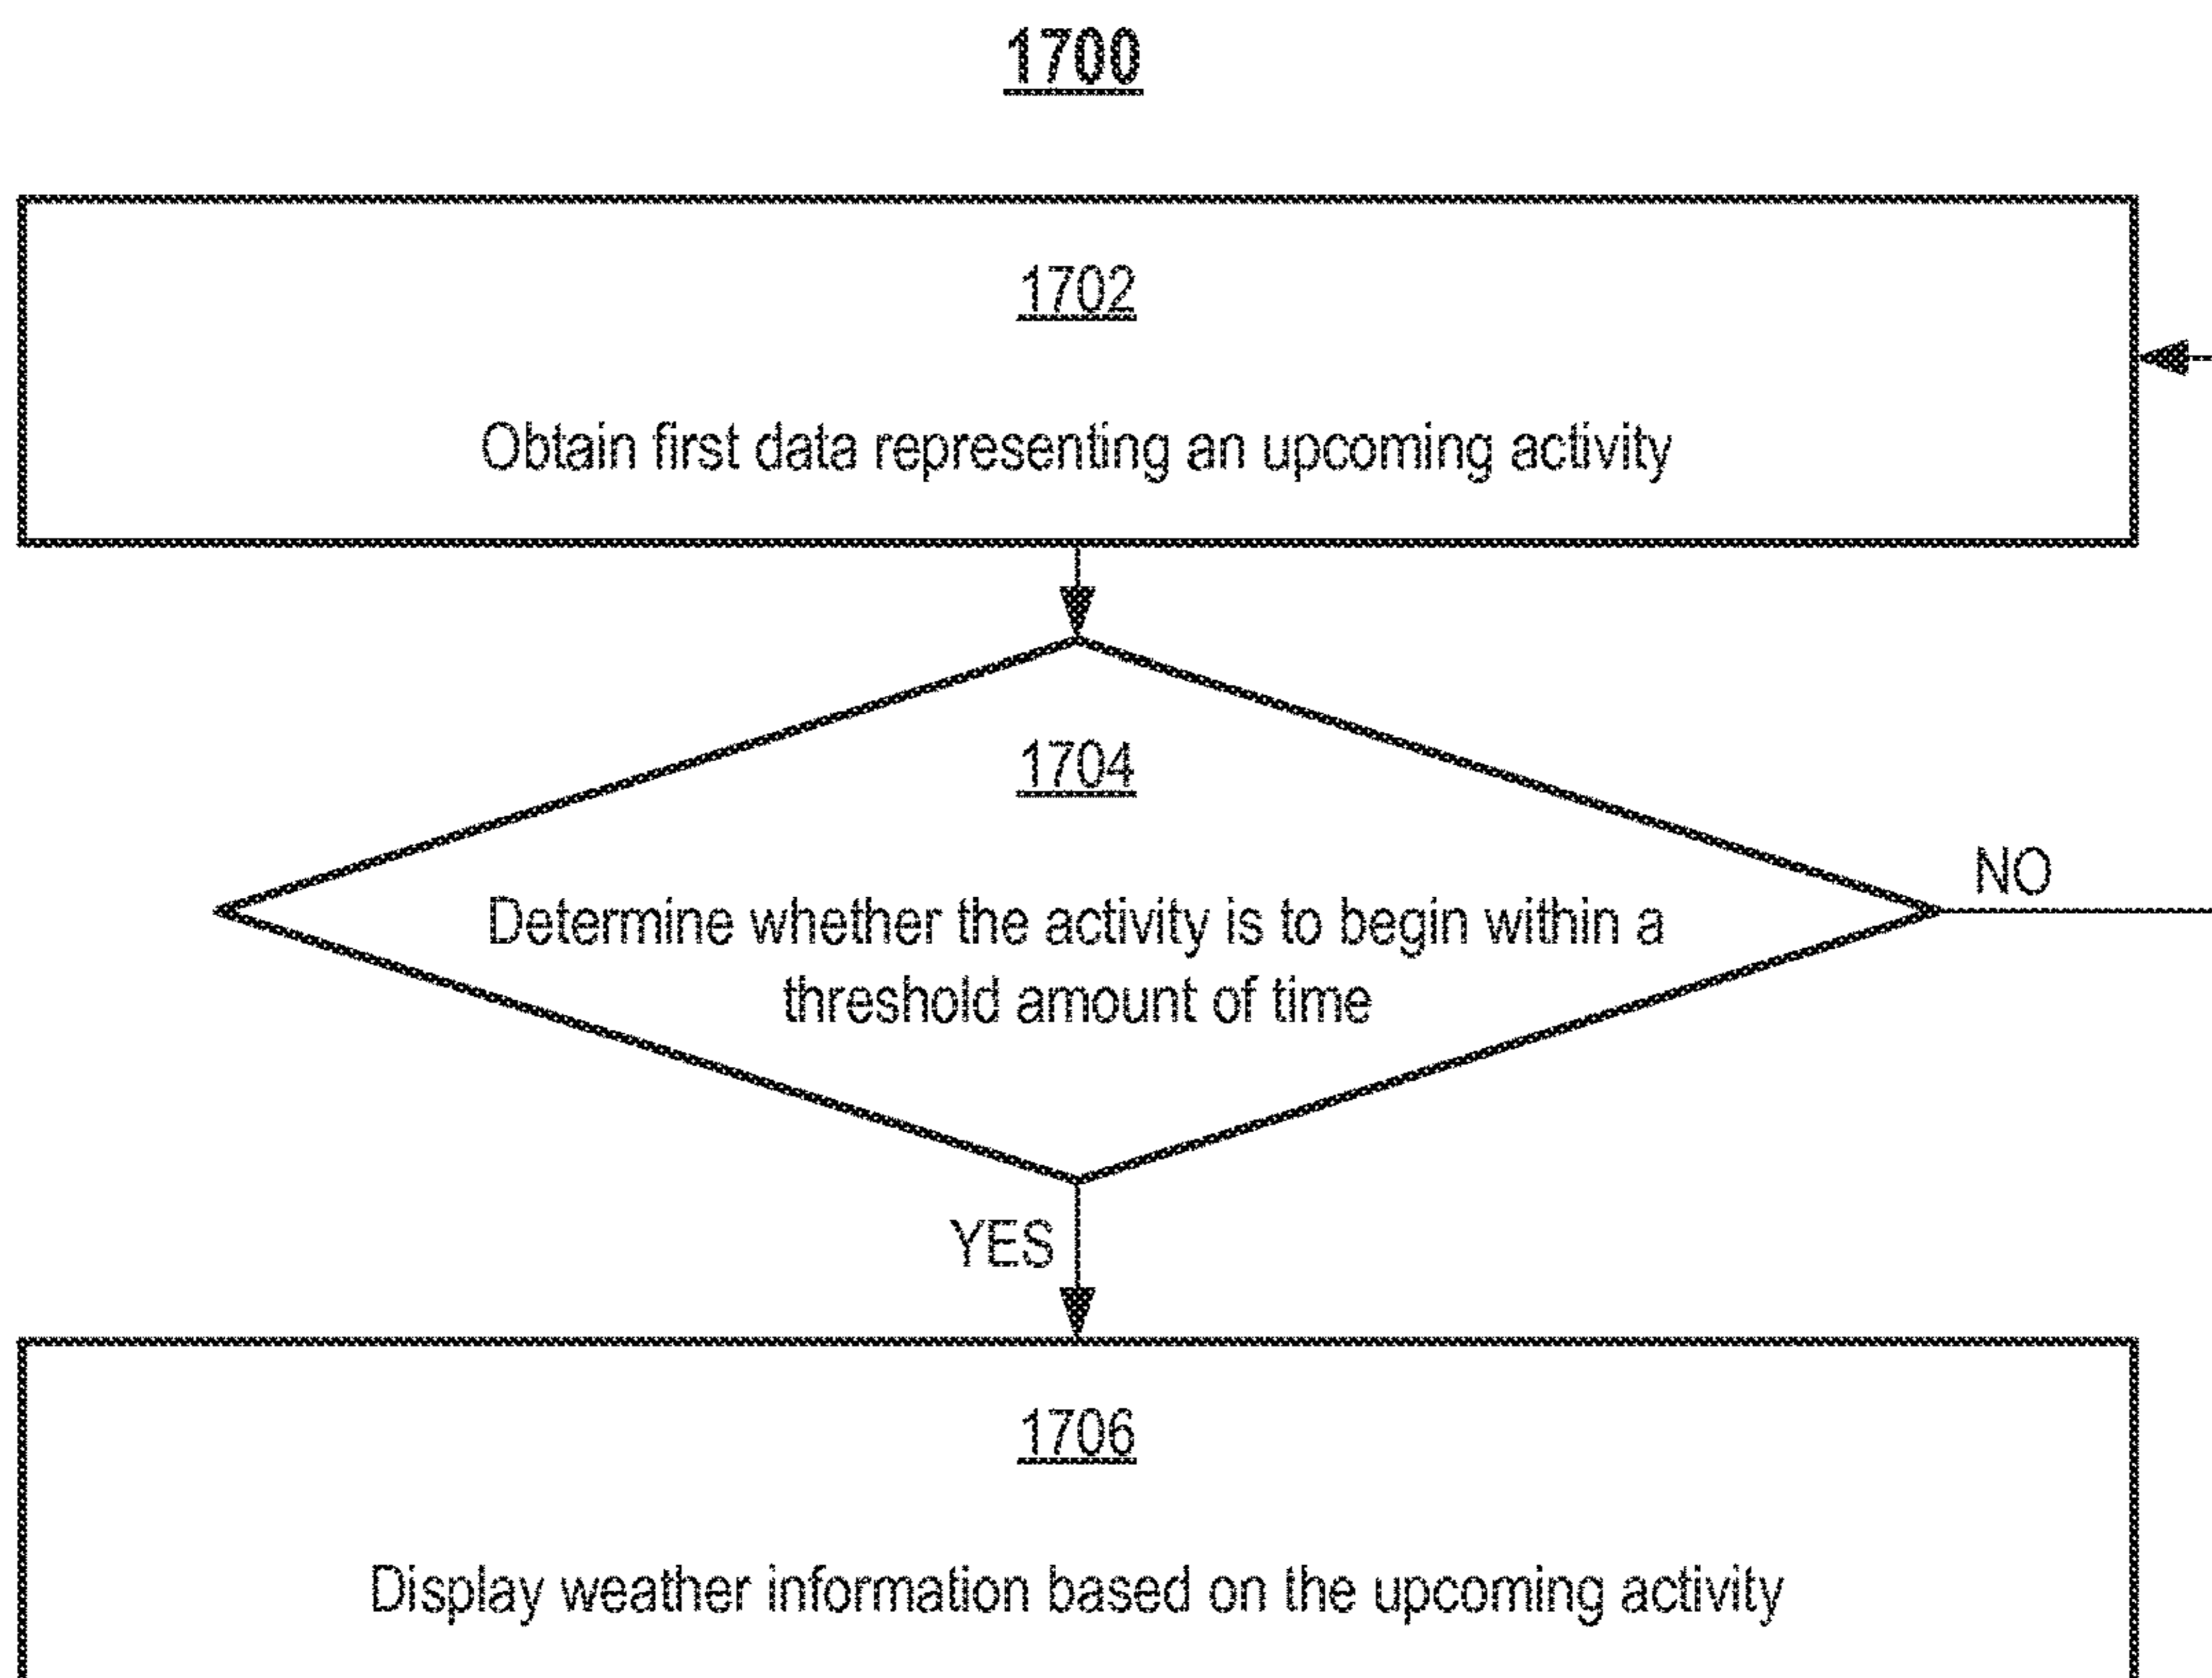 1700
1702
Obtain first data representing an upcoming activity
1704
Determine whether the activity is to begin within a
threshold amount of time
NO
YES
1706
Display weather information based on the upcoming activity